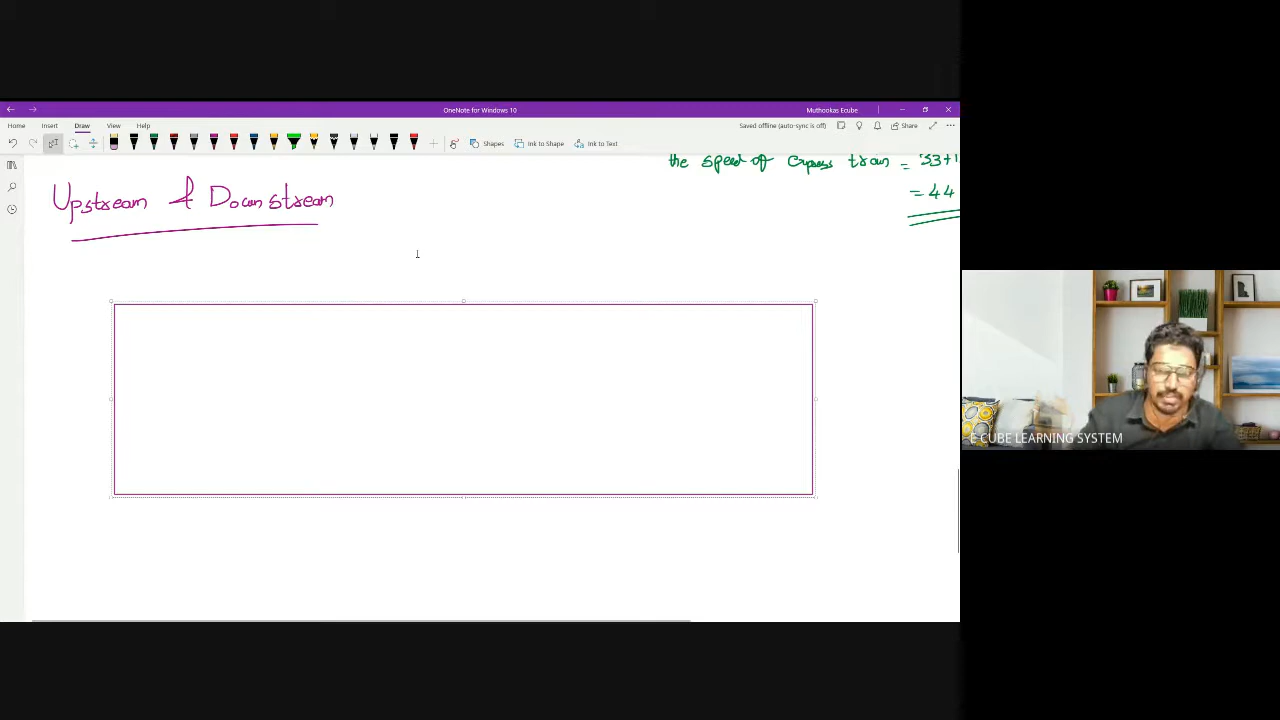 OneNote for Windows 10
Muthookas Ecube
Home Insert Draw View Help
Saved offline (auto-sync is off)
Share
Shapes
Ink to Shape
Ink to Text
the speed of express train = 33+1
= 44
Upstream & Downstream
E CUBE LEARNING SYSTEM